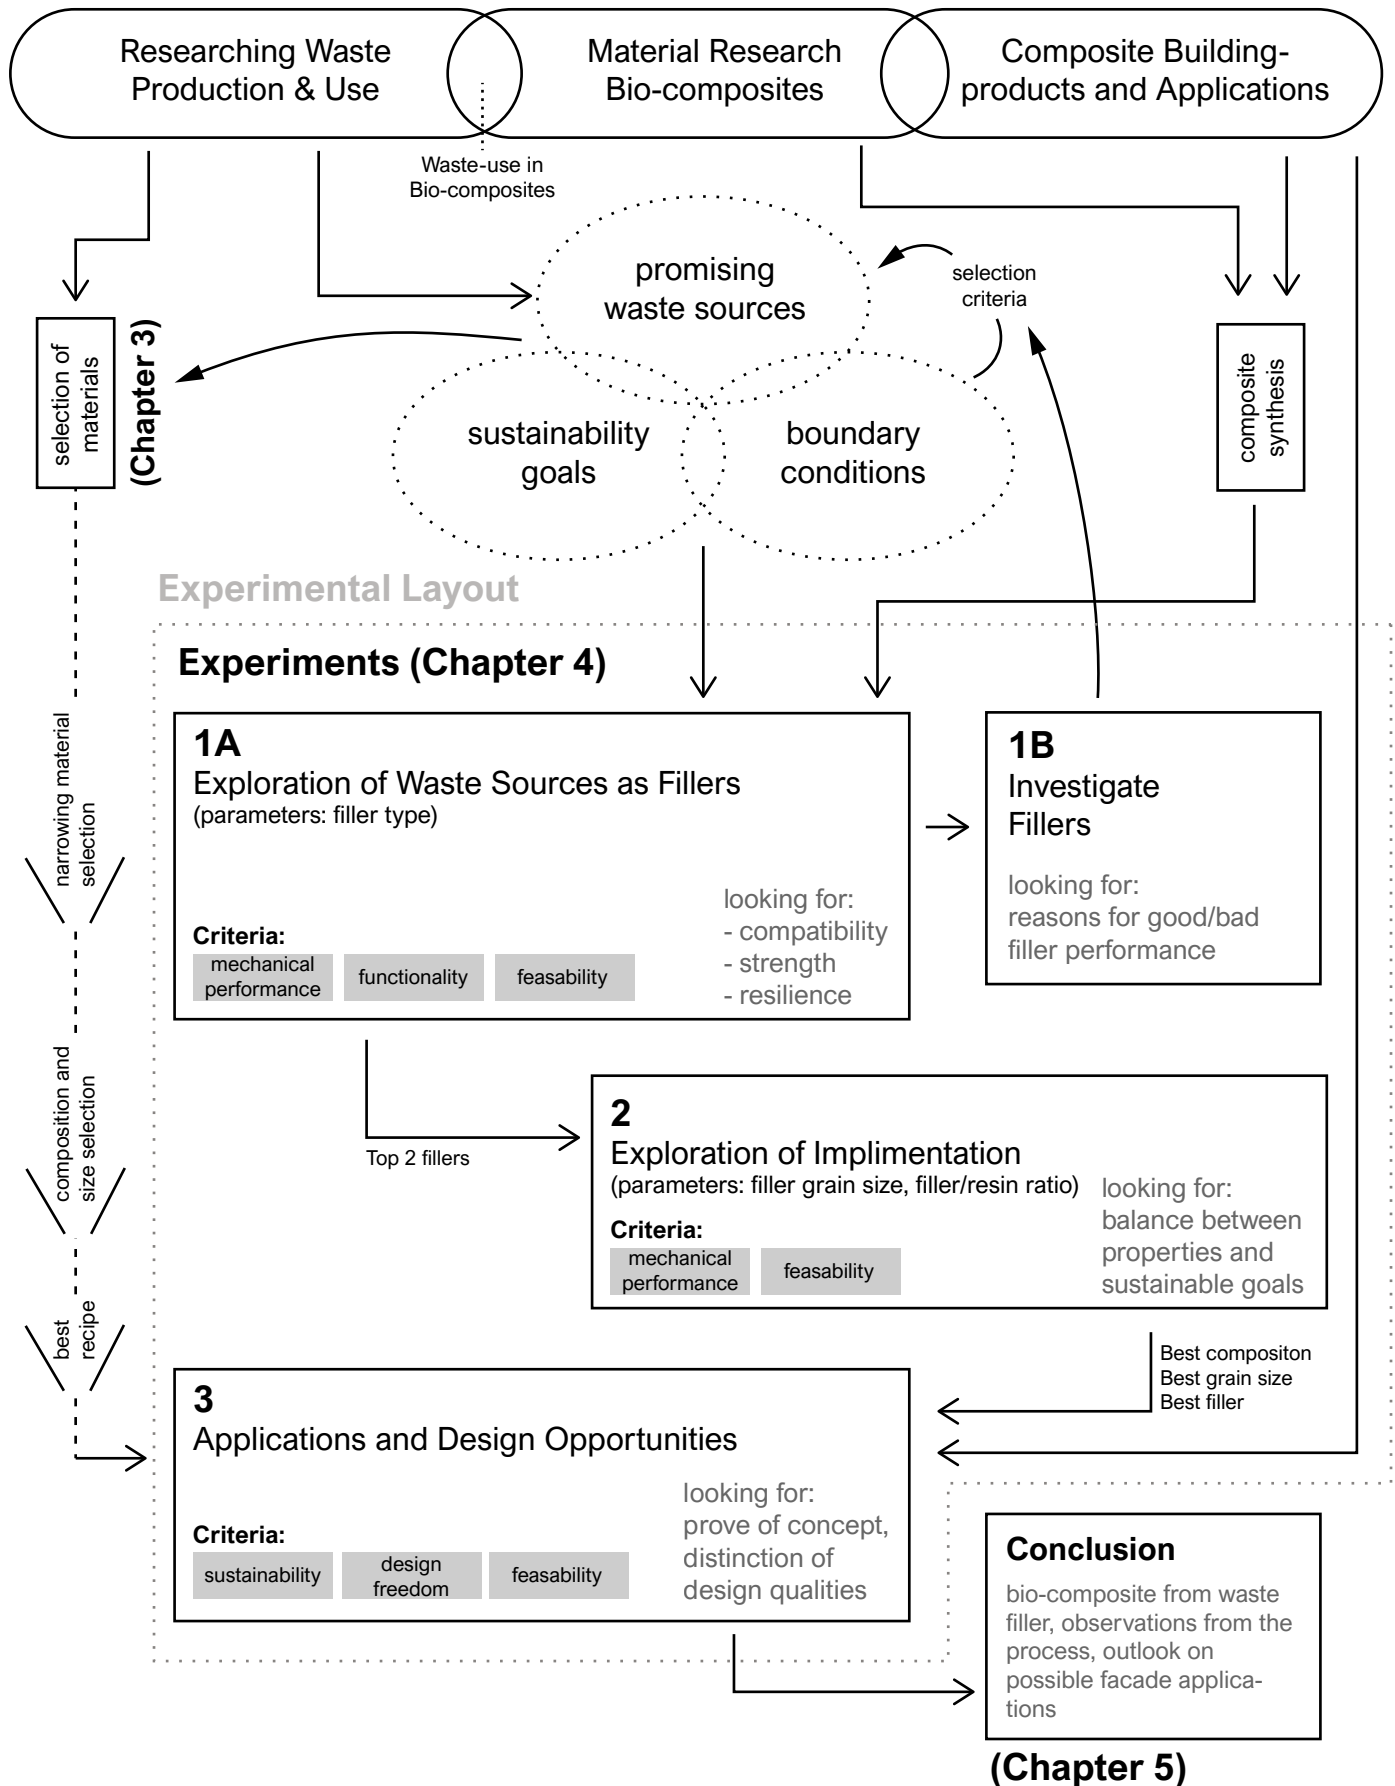 Researching Waste
Production & Use
Material Research
Bio-composites
Composite Building-
products and Applications
Waste-use in
Bio-composites
promising
waste sources
selection
criteria
sustainability
goals
boundary
conditions
selection of
materials
(Chapter 3)
composite
synthesis
Experimental Layout
Experiments (Chapter 4)
1A
Exploration of Waste Sources as Fillers
(parameters: filler type)
looking for:
- compatibility
- strength
- resilience
Criteria:
mechanical
performance
functionality
feasability
1B
Investigate
Fillers
looking for:
reasons for good/bad
filler performance
narrowing material
selection
composition and
size selection
best
recipe
Top 2 fillers
2
Exploration of Implimentation
(parameters: filler grain size, filler/resin ratio)
Criteria:
mechanical
performance
feasability
looking for:
balance between
properties and
sustainable goals
Best compositon
Best grain size
Best filler
3
Applications and Design Opportunities
Criteria:
sustainability
design
freedom
feasability
looking for:
prove of concept,
distinction of
design qualities
Conclusion
bio-composite from waste
filler, observations from the
process, outlook on
possible facade applica-
tions
(Chapter 5)